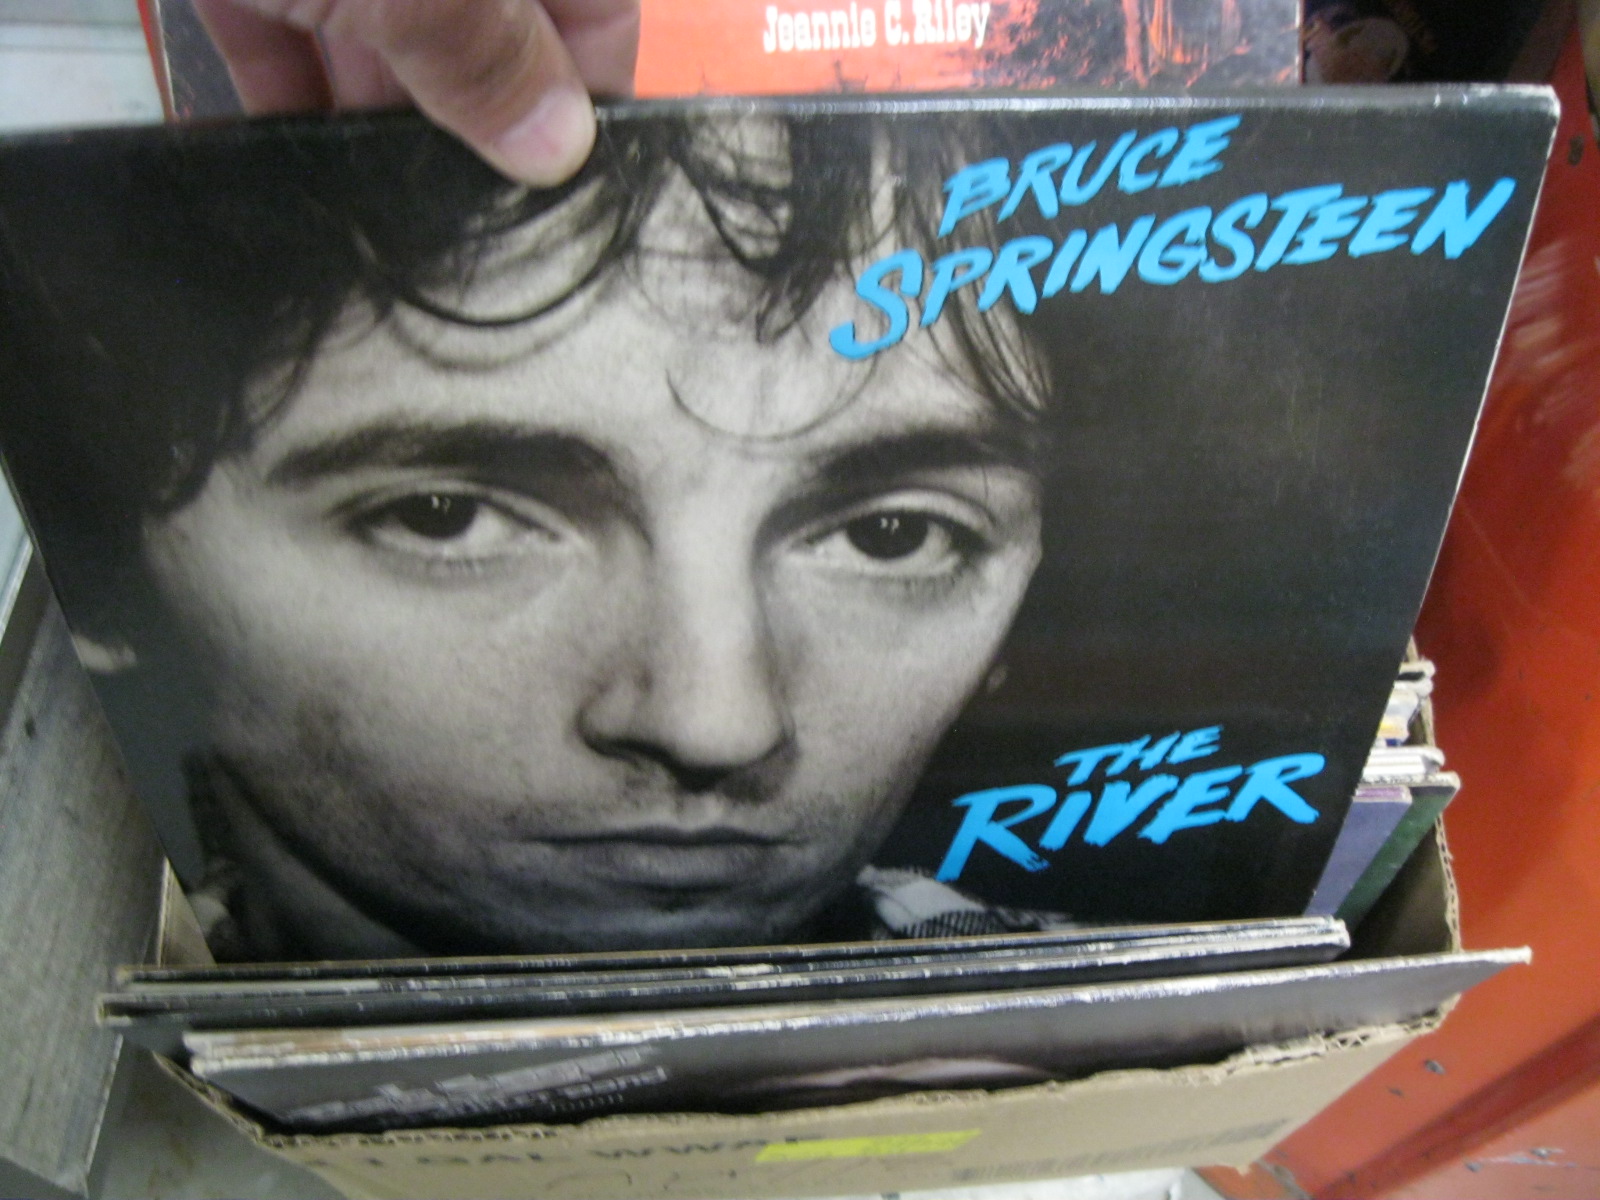 Jeannie C. Riley
BRUCE
SPRINGSTEEN
THE
RIVER